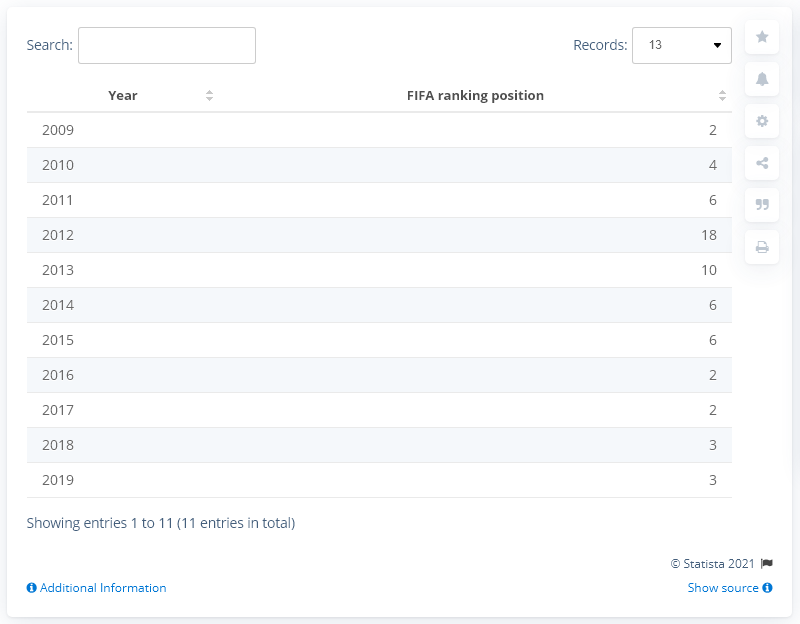 Search:
Records: 13
Year FIFA ranking position
2009 2
2010 4
2011 6
2012 18
2013 10
2014 6
2015 6
2016 2
2017 2
2018 3
2019 3
Showing entries 1 to 11 (11 entries in total)
© Statista 2021
Additional Information
Show source